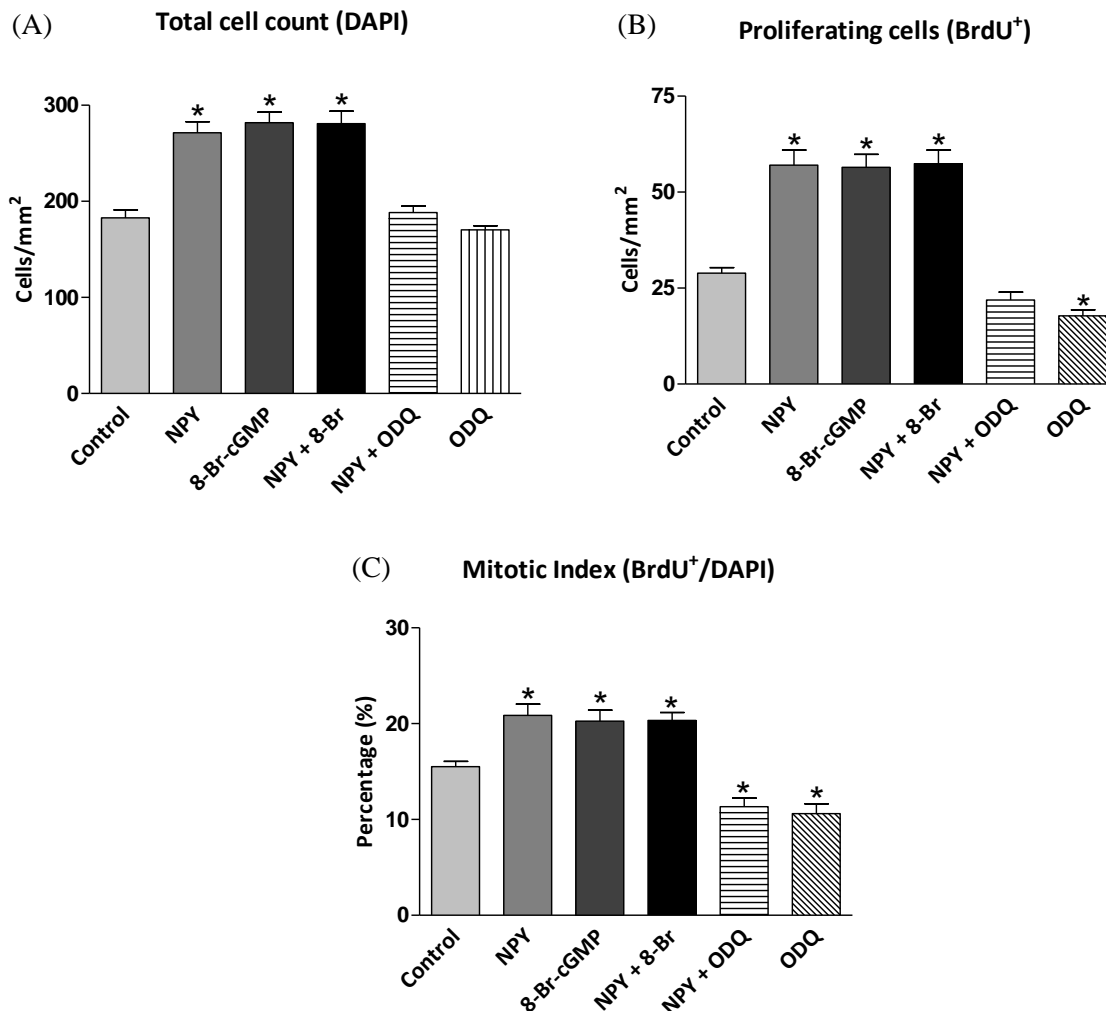 (A) Total cell count (DAPI)
Cells/mm²
300
200
100
0
* * *
Control
NPY
8-Br-cGMP
NPY + 8-Br
NPY + ODQ
ODQ
(B) Proliferating cells (BrdU⁺)
Cells/mm²
75
50
25
0
* * * *
Control
NPY
8-Br-cGMP
NPY + 8-Br
NPY + ODQ
ODQ
(C) Mitotic Index (BrdU⁺/DAPI)
Percentage (%)
30
20
10
0
* * * * *
Control
NPY
8-Br-cGMP
NPY + 8-Br
NPY + ODQ
ODQ